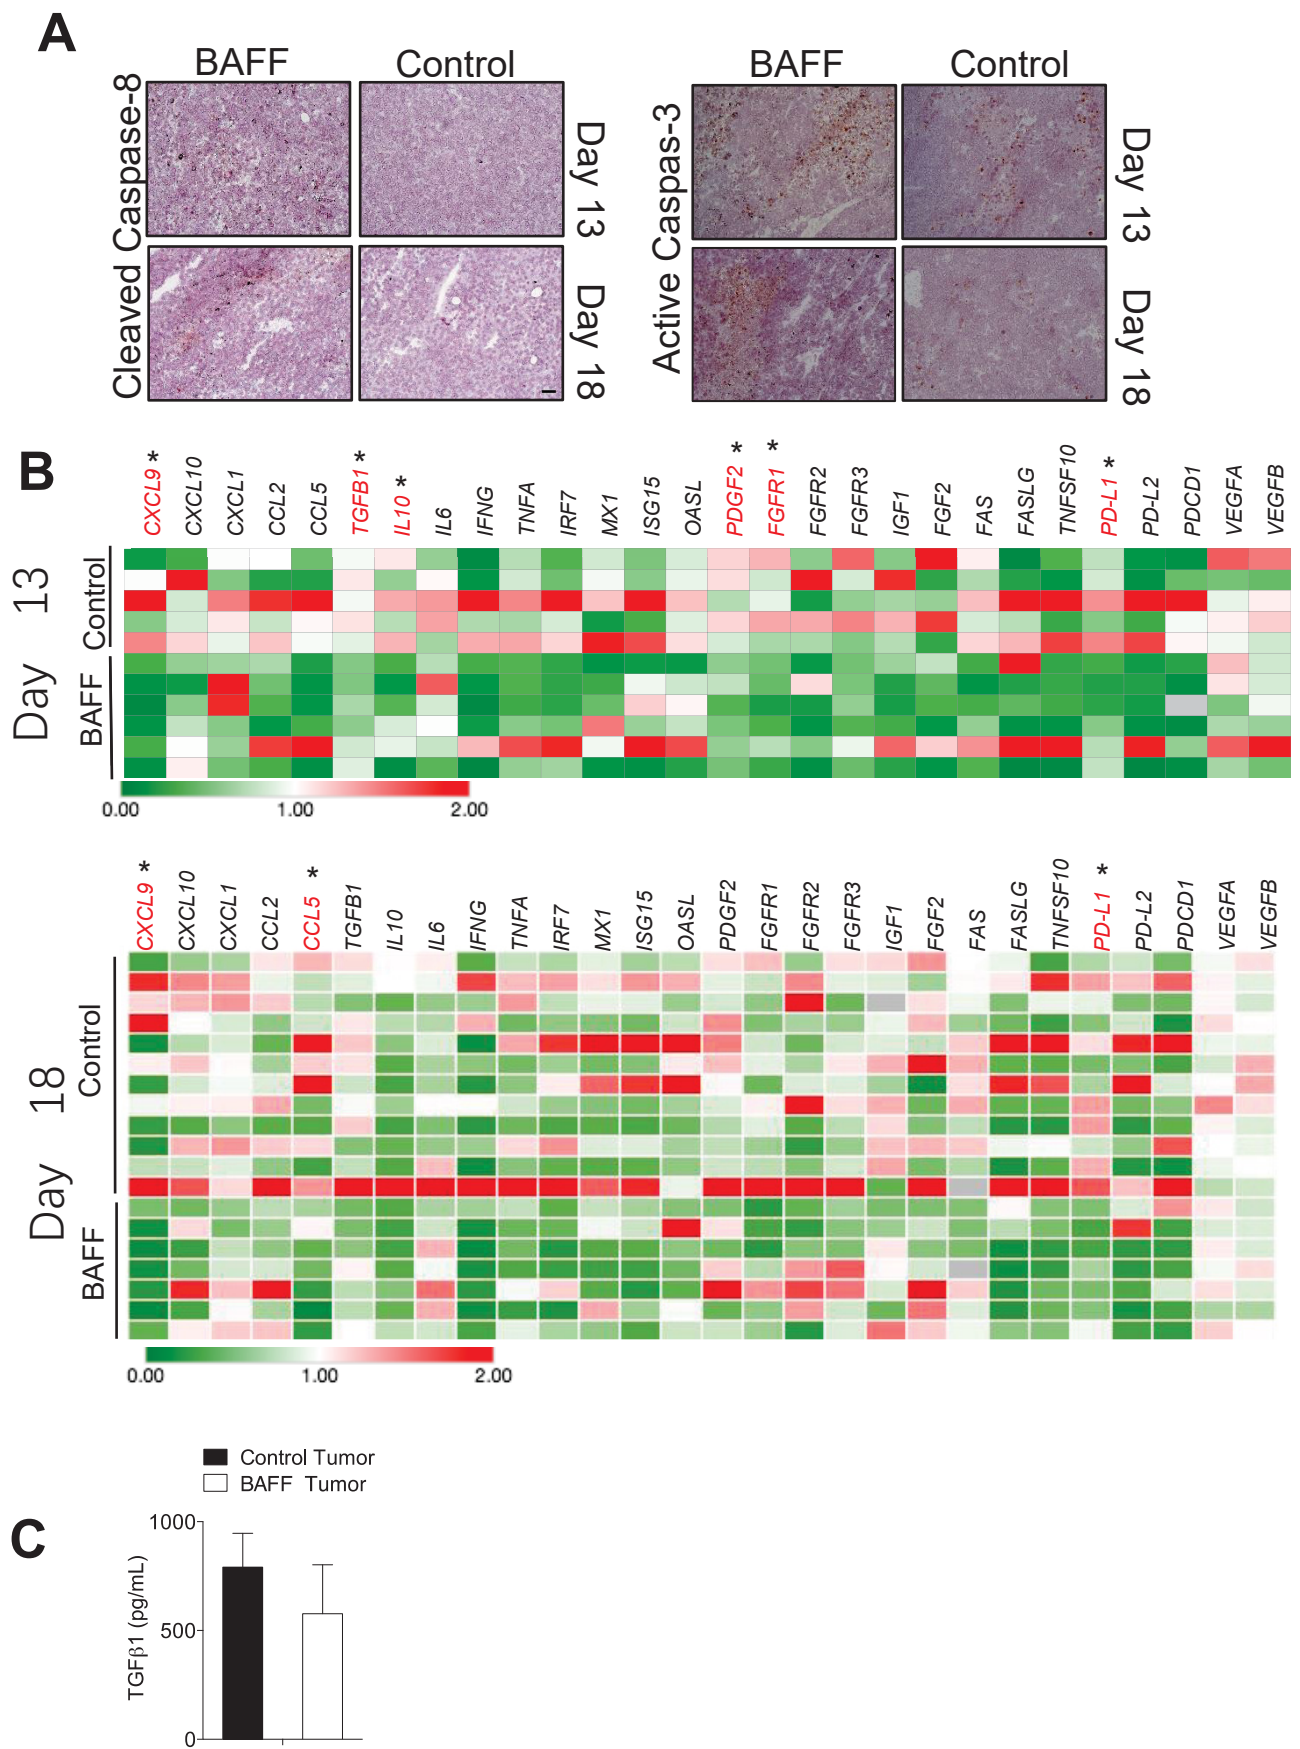 A
BAFF Control
Cleaved Caspase-8
Day 13
Day 18
BAFF Control
Active Caspas-3
Day 13
Day 18
B
CXCL9 * CXCL10 CXCL1 CCL2 CCL5 TGFB1 * IL10 * IL6 IFNG TNFA IRF7 MX1 ISG15 OASL PDGF2 * FGFR1 * FGFR2 FGFR3 IGF1 FGF2 FAS FASLG TNFSF10 PD-L1 * PD-L2 PDCD1 VEGFA VEGFB
Day 13
Control
BAFF
0.00 1.00 2.00
CXCL9 * CXCL10 CXCL1 CCL2 CCL5 * TGFB1 IL10 IL6 IFNG TNFA IRF7 MX1 ISG15 OASL PDGF2 FGFR1 FGFR2 FGFR3 IGF1 FGF2 FAS FASLG TNFSF10 PD-L1 * PD-L2 PDCD1 VEGFA VEGFB
Day 18
Control
BAFF
0.00 1.00 2.00
Control Tumor
BAFF Tumor
C
TGFβ1 (pg/mL)
1000
500
0